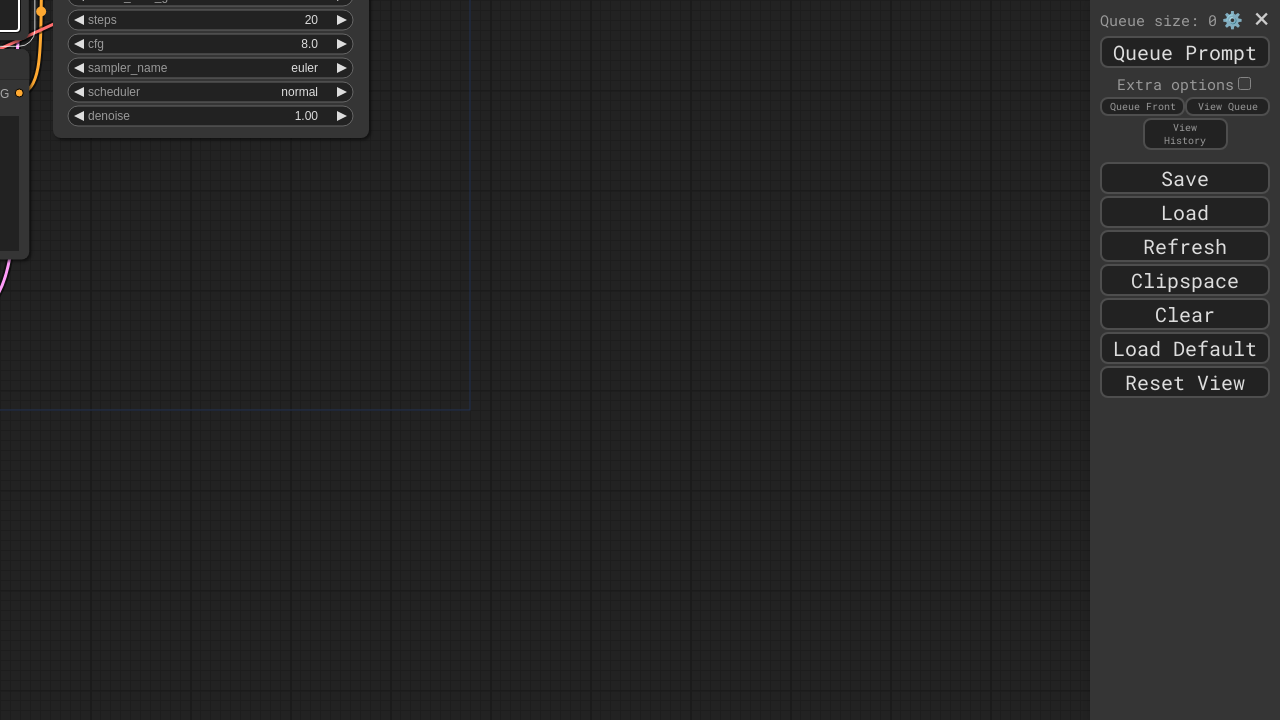 steps 20
cfg 8.0
sampler_name euler
scheduler normal
denoise 1.00
G
Queue size: 0
Queue Prompt
Extra options
Queue Front
View Queue
View
History
Save
Load
Refresh
Clipspace
Clear
Load Default
Reset View